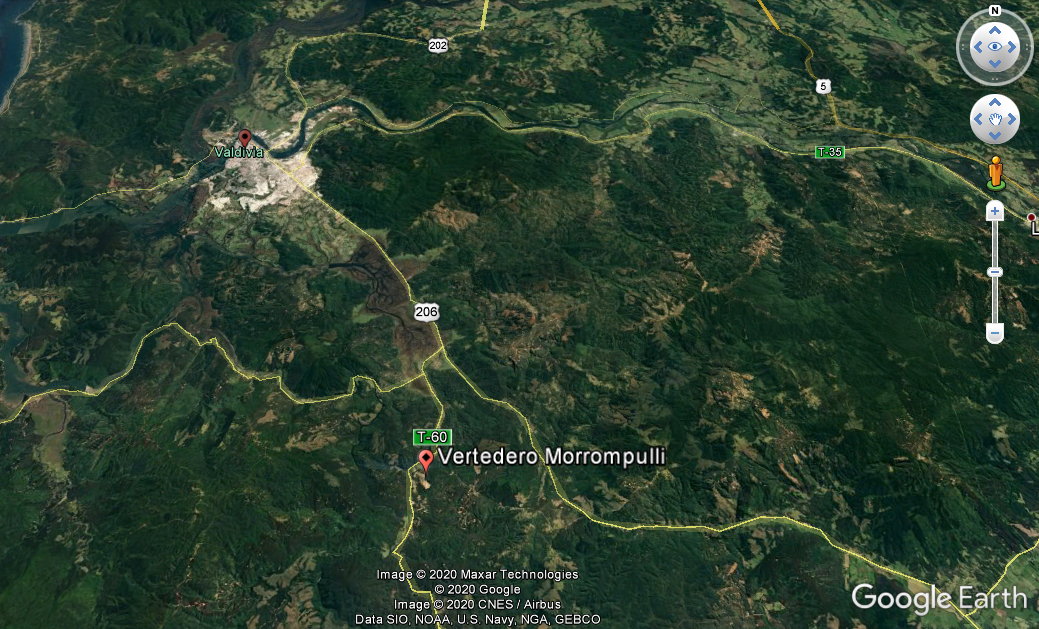 N
202
5
Valdivia
T-35
L
206
T-60
Vertedero Morrompulli
Image © 2020 Maxar Technologies
© 2020 Google
Image © 2020 CNES / Airbus
Data SIO, NOAA, U.S. Navy, NGA, GEBCO
Google Earth